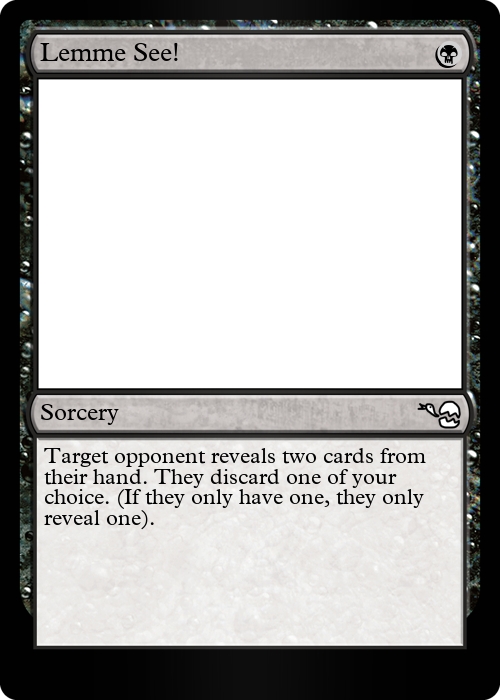 Lemme See!
Sorcery
Target opponent reveals two cards from
their hand. They discard one of your
choice. (If they only have one, they only
reveal one).